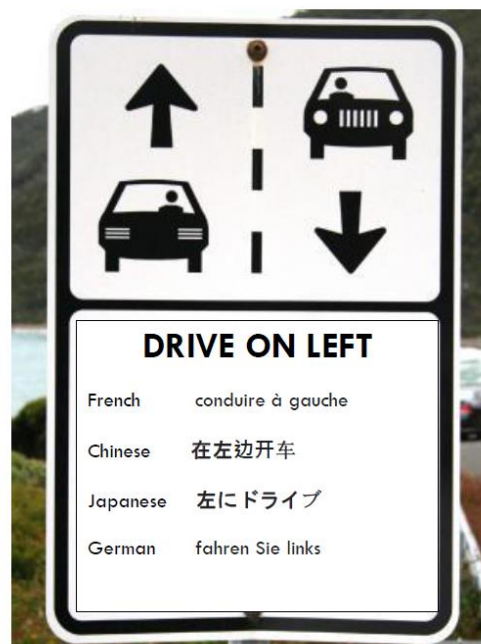 DRIVE ON LEFT
French conduire à gauche
Chinese 在左边开车
Japanese 左にドライブ
German fahren Sie links